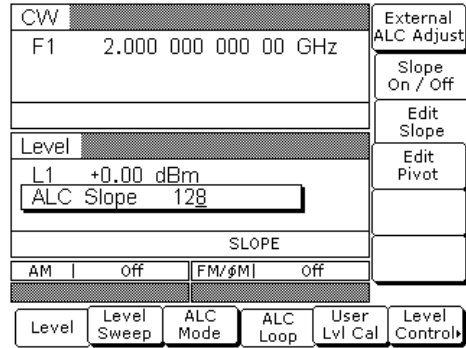 CW
F1 2.000 000 000 00 GHz
Level
L1 +0.00 dBm
ALC Slope 128
SLOPE
AM | Off
FM/ϕM| Off
External
ALC Adjust
Slope
On / Off
Edit
Slope
Edit
Pivot
Level
Level
Sweep
ALC
Mode
ALC
Loop
User
Lvl Cal
Level
Control▸